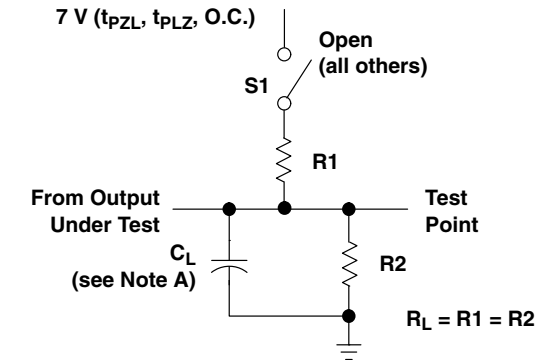 7 V (tPZL, tPLZ, O.C.)
Open
(all others)
S1
R1
From Output
Under Test
Test
Point
CL
(see Note A)
R2
RL = R1 = R2